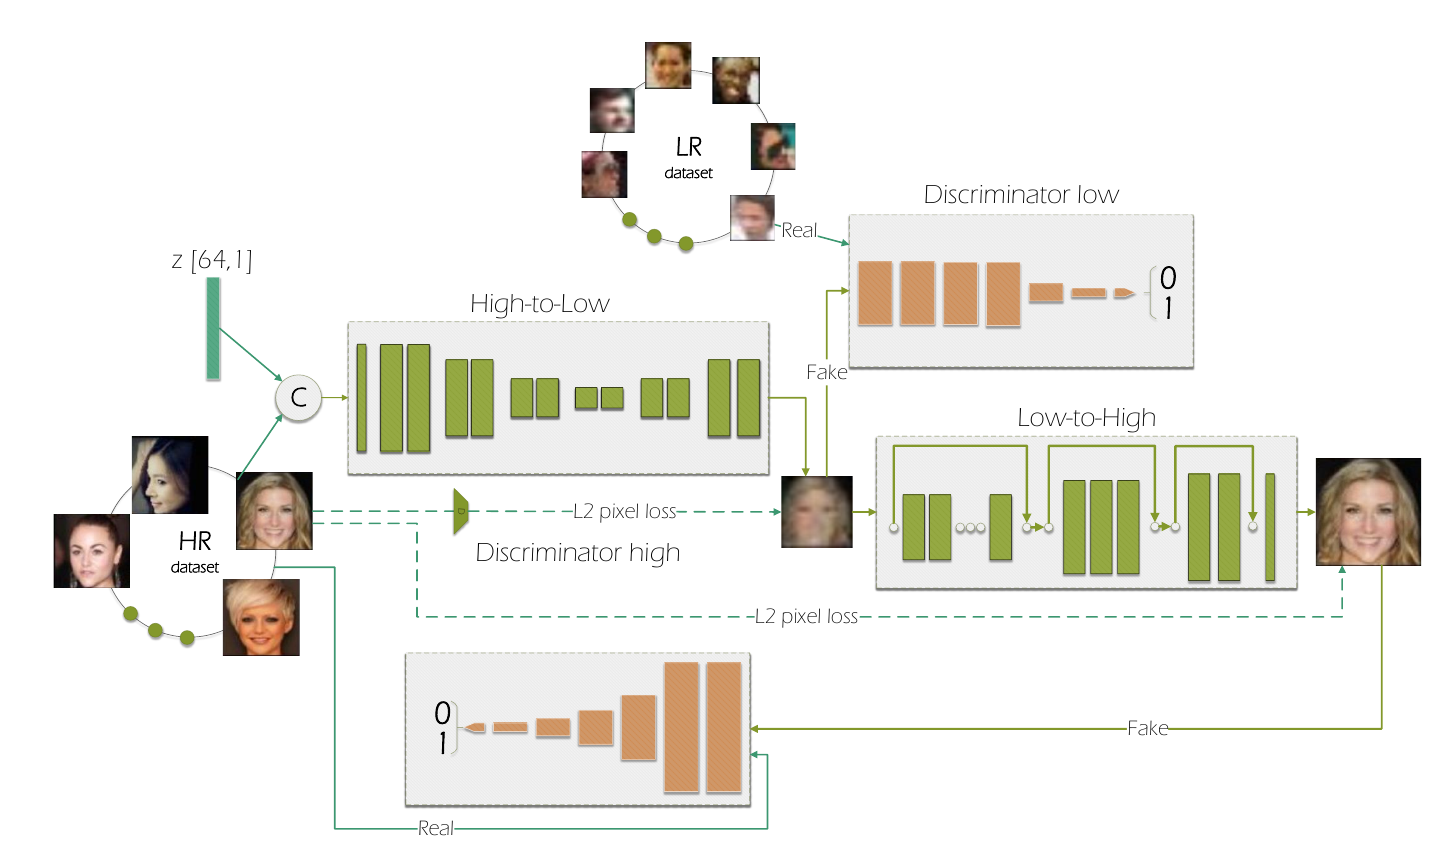 LR
dataset
Discriminator low
Real
z [64,1]
0
1
High-to-Low
Fake
C
Low-to-High
HR
dataset
L2 pixel loss
Discriminator high
L2 pixel loss
0
1
Fake
Real